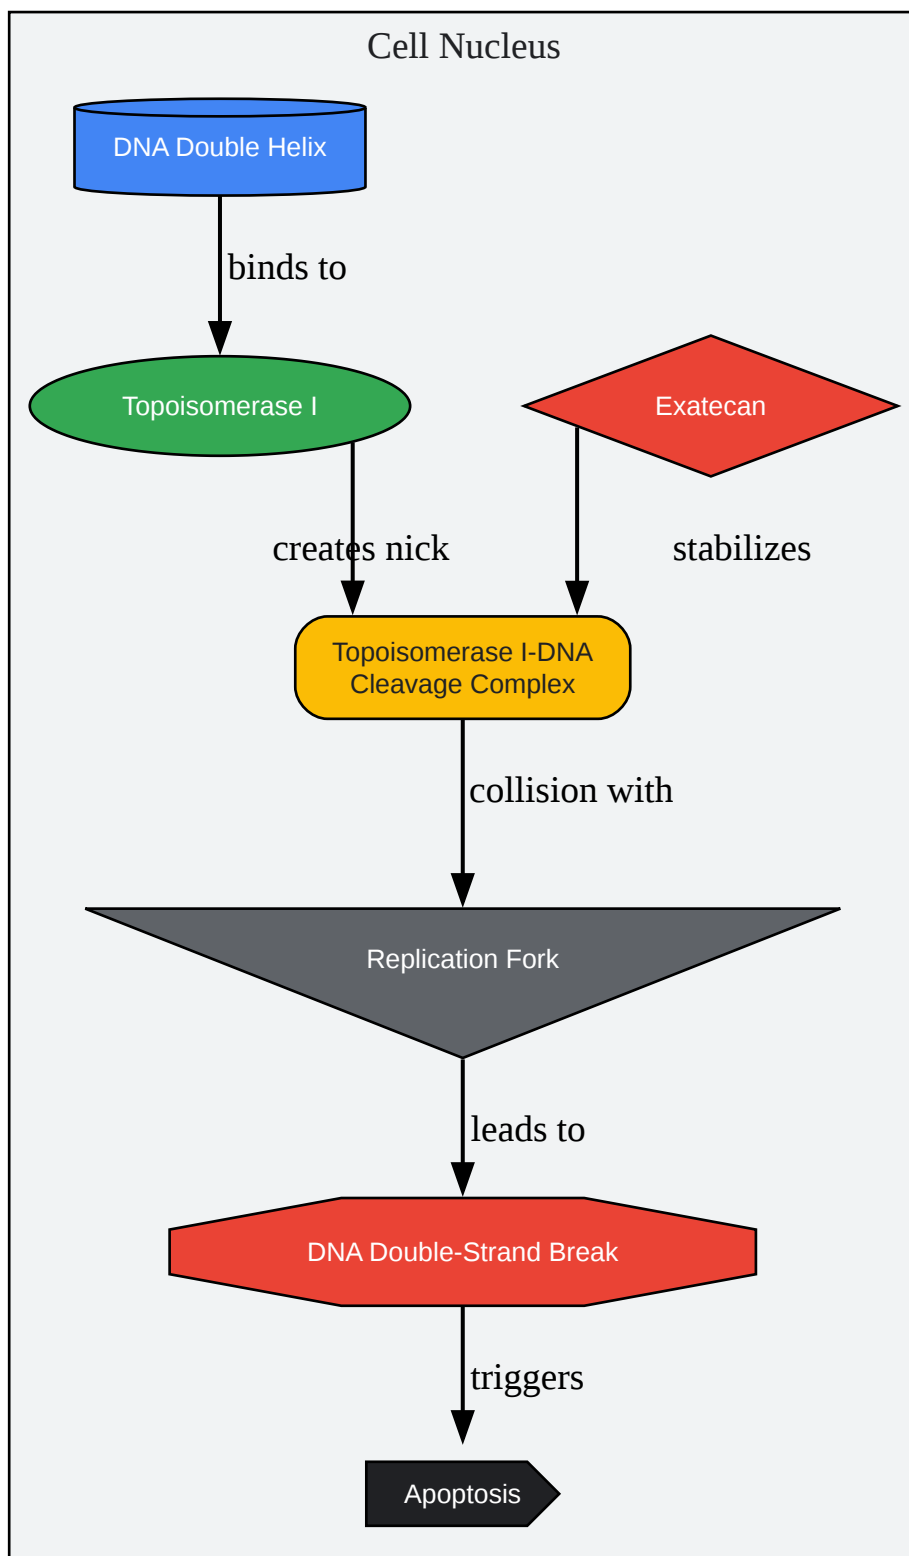 Cell Nucleus
DNA Double Helix
binds to
Topoisomerase I
Exatecan
creates nick
stabilizes
Topoisomerase I-DNA
Cleavage Complex
collision with
Replication Fork
leads to
DNA Double-Strand Break
triggers
Apoptosis